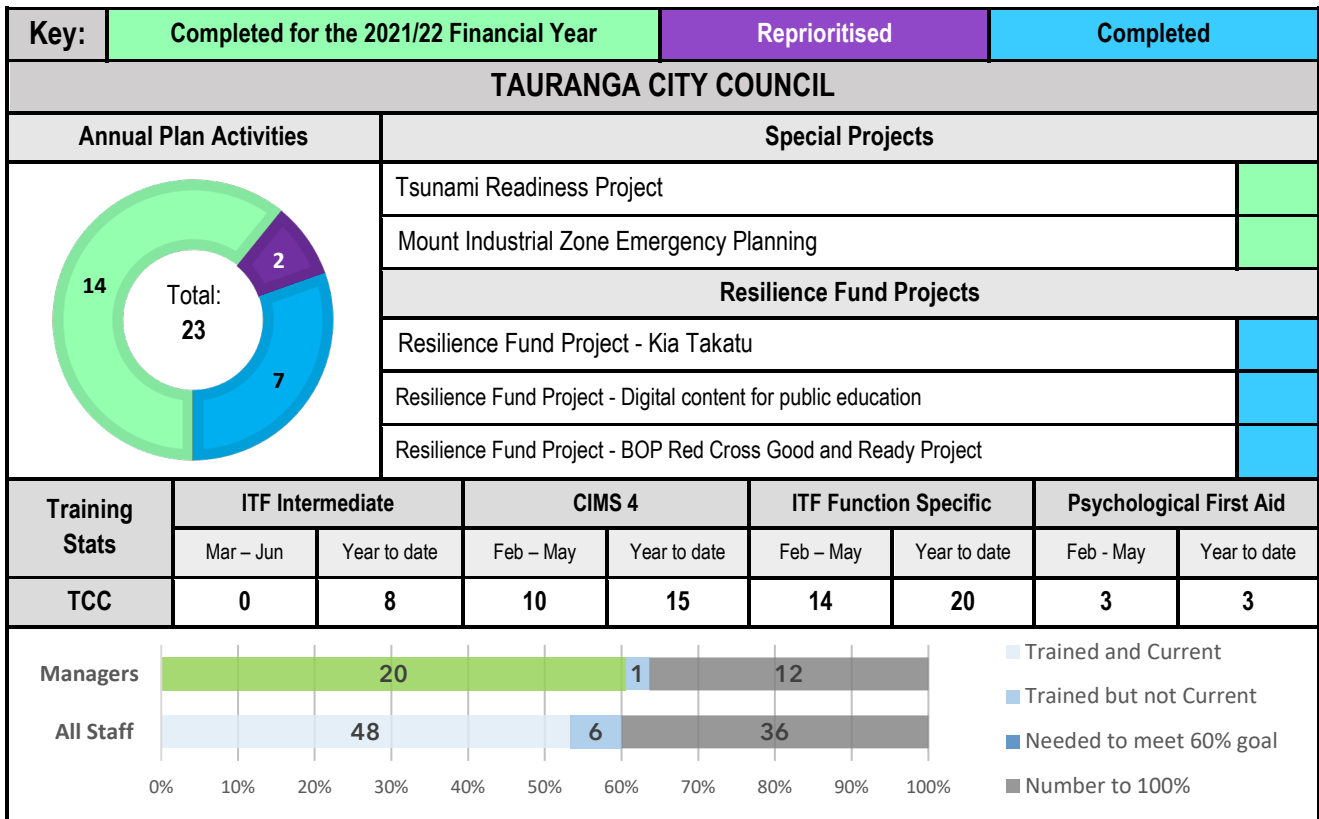 Key:
Completed for the 2021/22 Financial Year
Reprioritised
Completed
TAURANGA CITY COUNCIL
Annual Plan Activities
Special Projects
14
2
7
Total:
23
Tsunami Readiness Project
Mount Industrial Zone Emergency Planning
Resilience Fund Projects
Resilience Fund Project - Kia Takatu
Resilience Fund Project - Digital content for public education
Resilience Fund Project - BOP Red Cross Good and Ready Project
Training
Stats
ITF Intermediate
CIMS 4
ITF Function Specific
Psychological First Aid
Mar – Jun
Year to date
Feb – May
Year to date
Feb – May
Year to date
Feb - May
Year to date
TCC
0
8
10
15
14
20
3
3
Managers
20
1
12
All Staff
48
6
36
0%
10%
20%
30%
40%
50%
60%
70%
80%
90%
100%
Trained and Current
Trained but not Current
Needed to meet 60% goal
Number to 100%